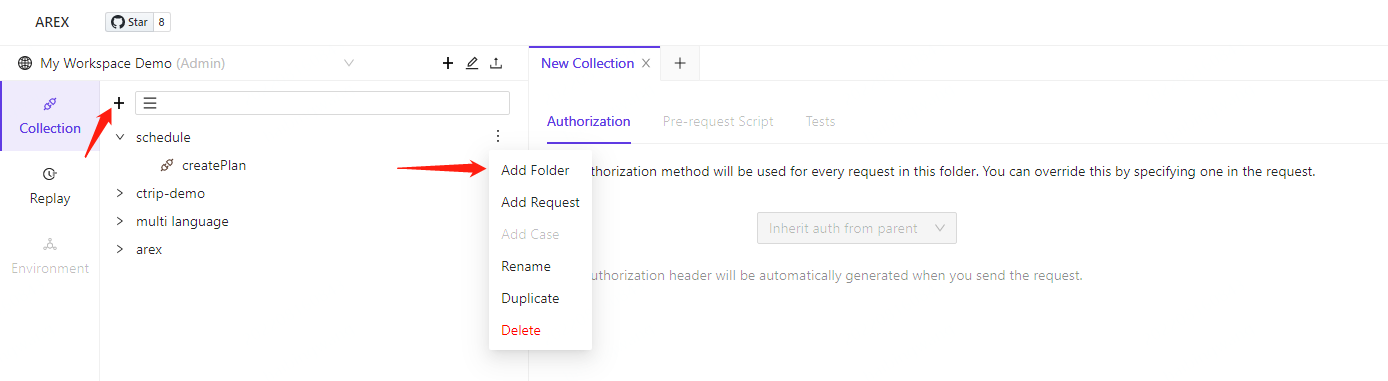 AREX
Star 8
My Workspace Demo (Admin)
New Collection
Collection
Replay
Environment
schedule
createPlan
ctrip-demo
multi language
arex
Add Folder
Add Request
Add Case
Rename
Duplicate
Delete
Authorization Pre-request Script Tests
thorization method will be used for every request in this folder. You can override this by specifying one in the request.
Inherit auth from parent
uthorization header will be automatically generated when you send the request.